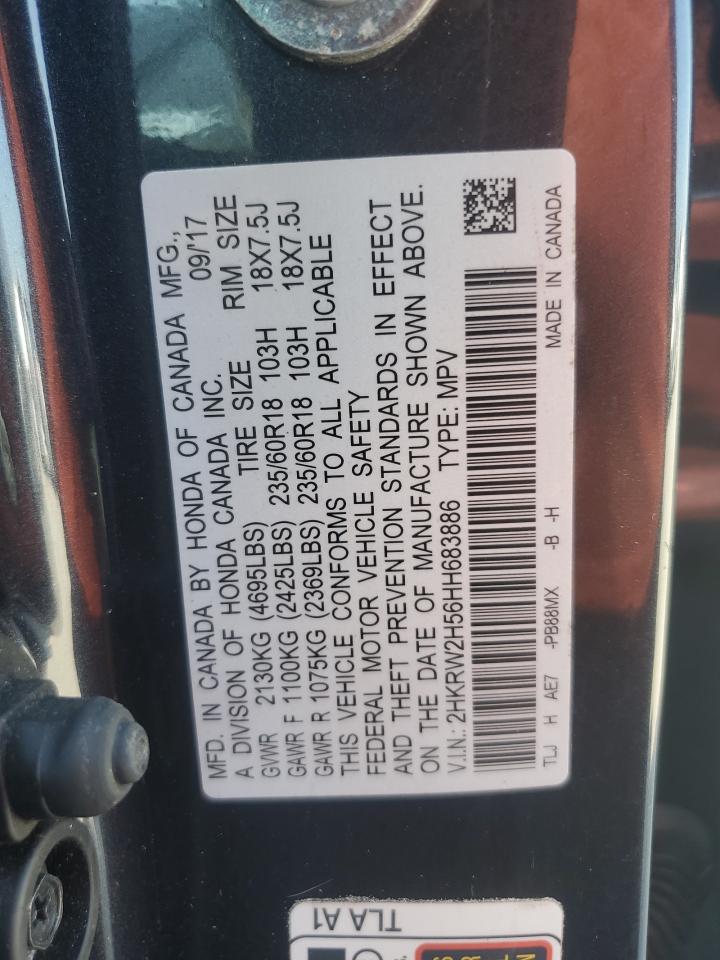 MFD. IN CANADA BY HONDA OF CANADA MFG.,
A DIVISION OF HONDA CANADA INC. 09/'17
GVWR 2130KG (4695LBS) TIRE SIZE RIM SIZE
GAWR F 1100KG (2425LBS) 235/60R18 103H 18X7.5J
GAWR R 1075KG (2369LBS) 235/60R18 103H 18X7.5J
THIS VEHICLE CONFORMS TO ALL APPLICABLE
FEDERAL MOTOR VEHICLE SAFETY
AND THEFT PREVENTION STANDARDS IN EFFECT
ON THE DATE OF MANUFACTURE SHOWN ABOVE.
V.I.N.: 2HKRW2H56HH683886 TYPE: MPV
TLJ H AE7 -PB88MX -B -H MADE IN CANADA
TLA A1